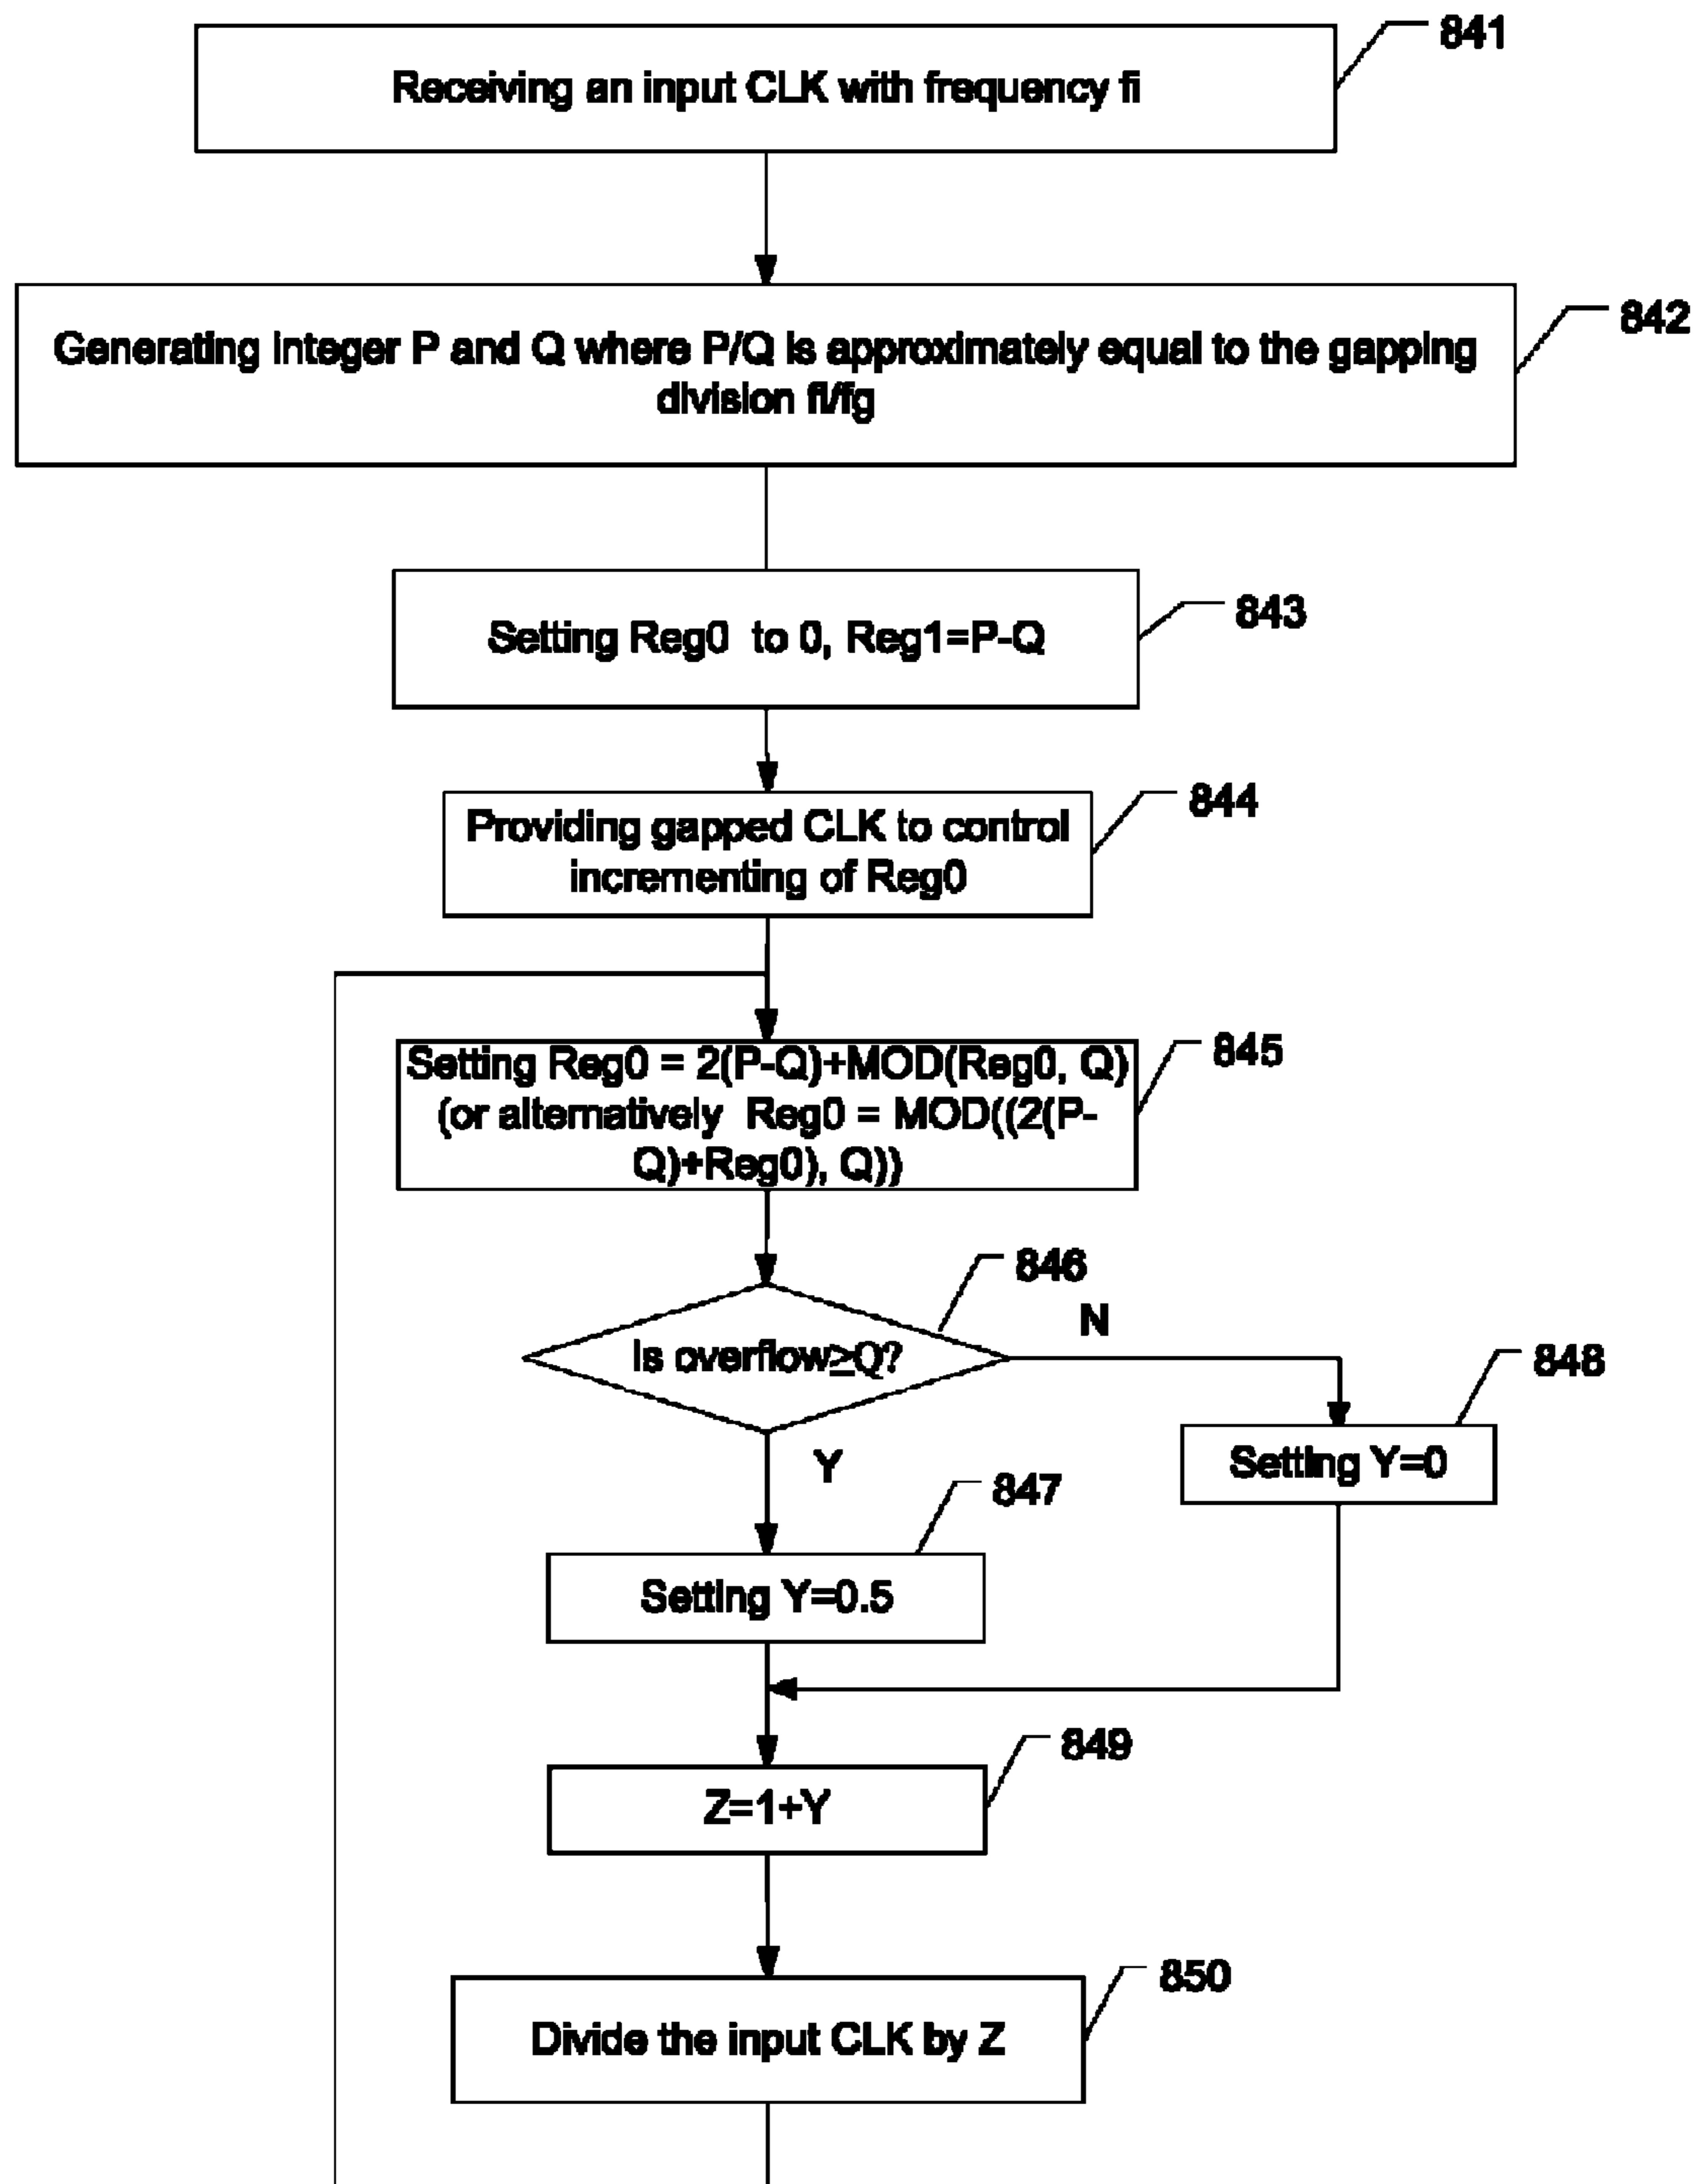 841
Receiving an input CLK with frequency fi
842
Generating integer P and Q where P/Q is approximately equal to the gapping
division fi/fg
843
Setting Reg0 to 0, Reg1=P-Q
844
Providing gapped CLK to control
incrementing of Reg0
845
Setting Reg0 = 2(P-Q)+MOD(Reg0, Q)
(or alternatively Reg0 = MOD((2(P-
Q)+Reg0), Q))
846
N
Is overflow≥Q?
848
Y
Setting Y=0
847
Setting Y=0.5
849
Z=1+Y
850
Divide the input CLK by Z